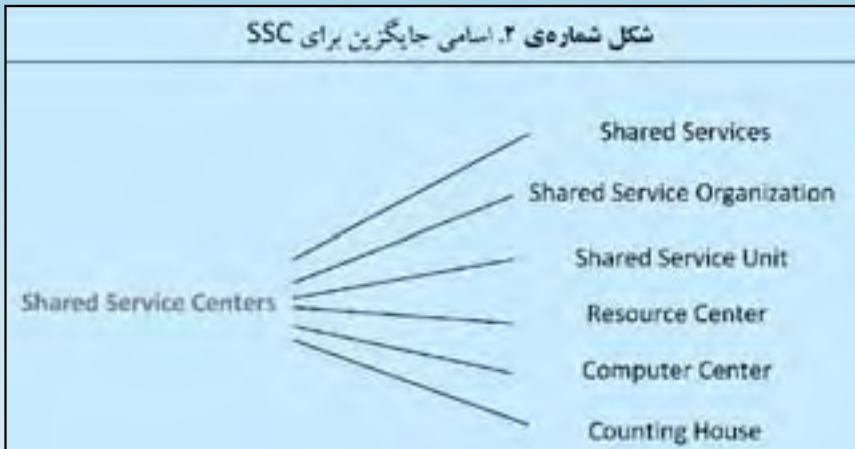 شکل شماره‌ی ۲. اسامی جایگزین برای SSC
Shared Services
Shared Service Organization
Shared Service Unit
Shared Service Centers
Resource Center
Computer Center
Counting House